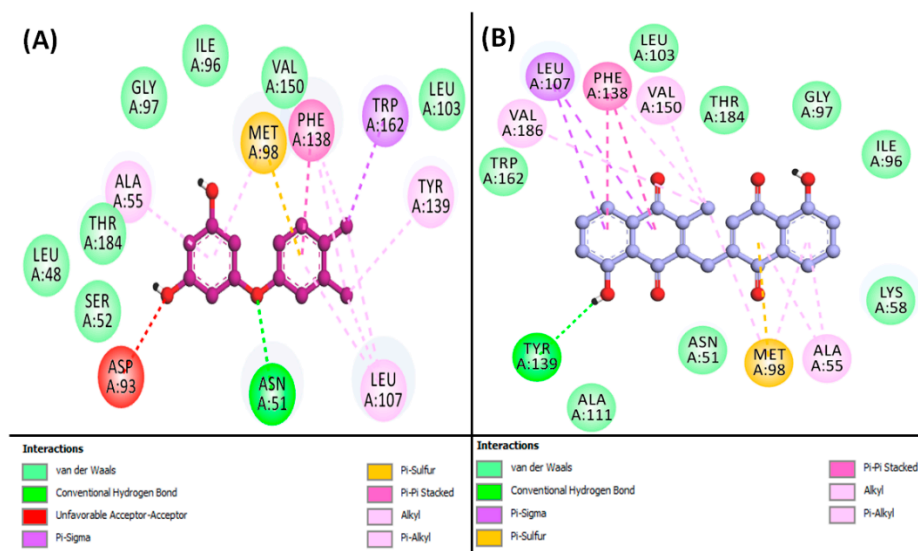 (A)
ILE
A:96
GLY
A:97
VAL
A:150
LEU
A:103
MET
A:98
PHE
A:138
TRP
A:162
ALA
A:55
TYR
A:139
THR
A:184
LEU
A:48
SER
A:52
ASP
A:93
ASN
A:51
LEU
A:107
Interactions
van der Waals
Conventional Hydrogen Bond
Unfavorable Acceptor-Acceptor
Pi-Sigma
Pi-Sulfur
Pi-Pi Stacked
Alkyl
Pi-Alkyl
(B)
LEU
A:103
LEU
A:107
PHE
A:138
VAL
A:150
THR
A:184
GLY
A:97
VAL
A:186
ILE
A:96
TRP
A:162
LYS
A:58
TYR
A:139
ASN
A:51
MET
A:98
ALA
A:55
ALA
A:111
Interactions
van der Waals
Conventional Hydrogen Bond
Pi-Sigma
Pi-Sulfur
Pi-Pi Stacked
Alkyl
Pi-Alkyl